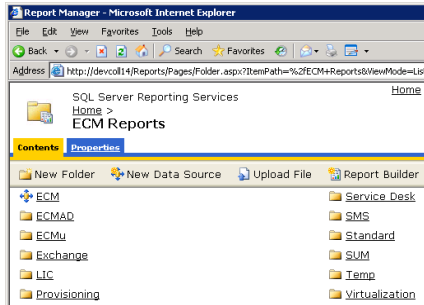 Report Manager - Microsoft Internet Explorer
File Edit View Favorites Tools Help
Back Search Favorites
Address http://devcoll14/Reports/Pages/Folder.aspx?ItemPath=%2fECM+Reports&ViewMode=Lis
Home
SQL Server Reporting Services
Home >
ECM Reports
Contents Properties
New Folder New Data Source Upload File Report Builder
ECM Service Desk
ECMAD SMS
ECMu Standard
Exchange SUM
LIC Temp
Provisioning Virtualization